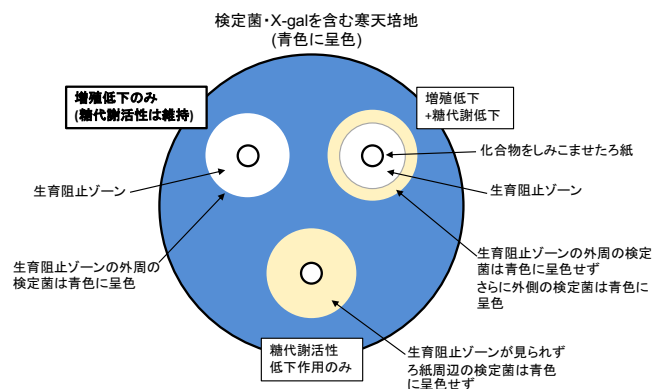 検定菌・X-galを含む寒天培地
(青色に呈色)
増殖低下のみ
(糖代謝活性は維持)
増殖低下
+糖代謝低下
化合物をしみこませたろ紙
生育阻止ゾーン
生育阻止ゾーン
生育阻止ゾーンの外周の
検定菌は青色に呈色
生育阻止ゾーンの外周の検定
菌は青色に呈色せず
さらに外側の検定菌は青色に
呈色
糖代謝活性
低下作用のみ
生育阻止ゾーンが見られず
ろ紙周辺の検定菌は青色
に呈色せず